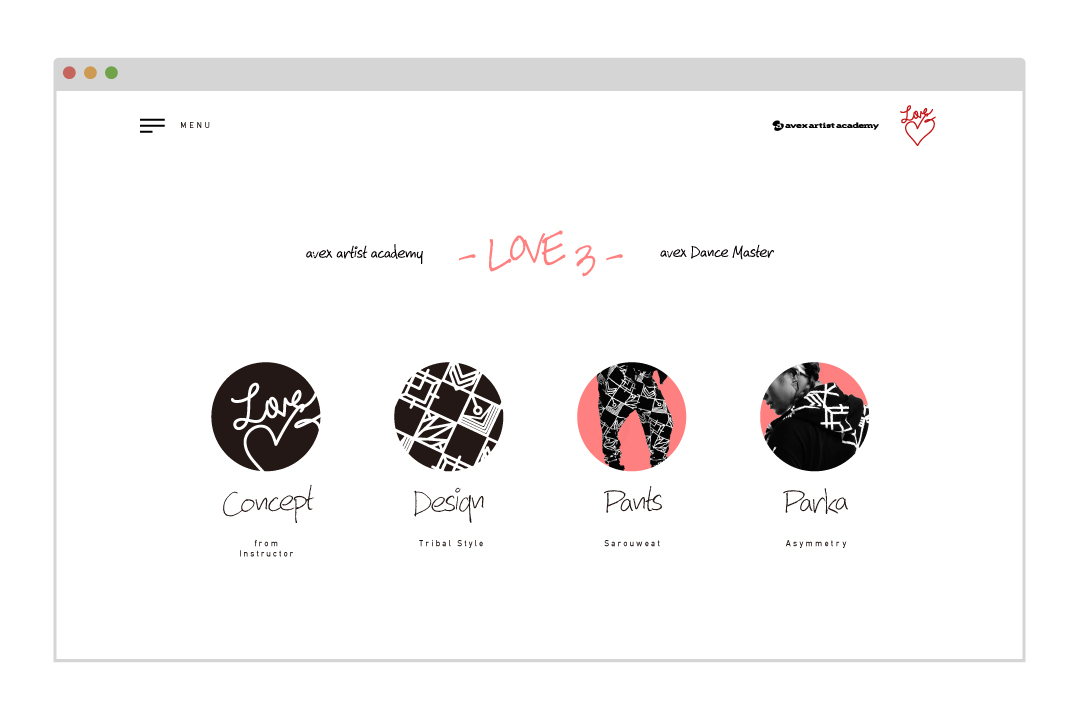 MENU
avex artist academy
Love
avex artist academy
- LOVE 3 -
avex Dance Master
Love
Concept
from
Instructor
Design
Tribal Style
Pants
Sarouweat
Parka
Asymmetry